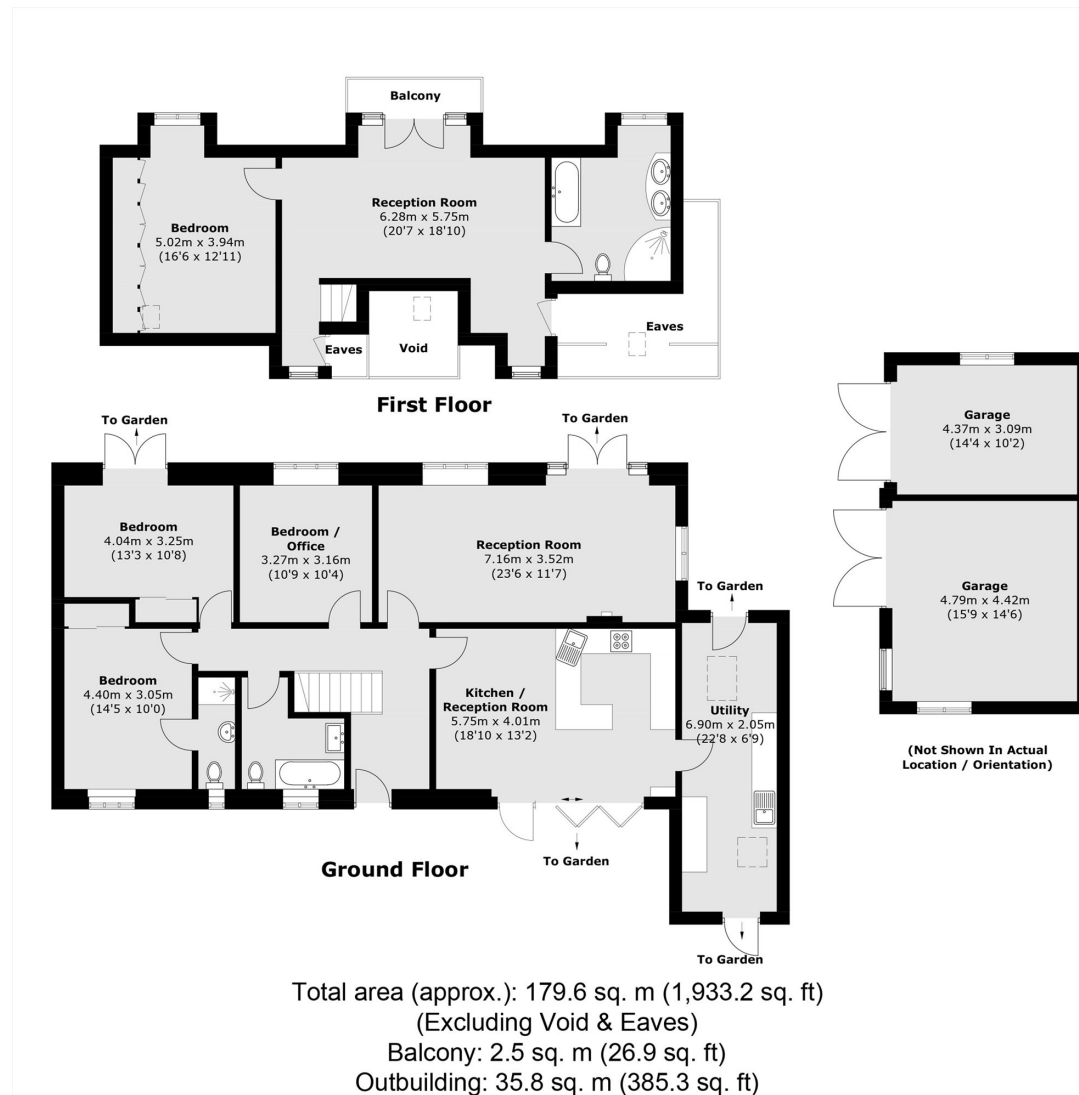 Balcony
Bedroom
5.02m x 3.94m
(16'6 x 12'11)
Reception Room
6.28m x 5.75m
(20'7 x 18'10)
Eaves
Void
Eaves
First Floor
To Garden
To Garden
Bedroom
4.04m x 3.25m
(13'3 x 10'8)
Bedroom /
Office
3.27m x 3.16m
(10'9 x 10'4)
Reception Room
7.16m x 3.52m
(23'6 x 11'7)
To Garden
Bedroom
4.40m x 3.05m
(14'5 x 10'0)
Kitchen /
Reception Room
5.75m x 4.01m
(18'10 x 13'2)
Utility
6.90m x 2.05m
(22'8 x 6'9)
To Garden
To Garden
Ground Floor
Garage
4.37m x 3.09m
(14'4 x 10'2)
Garage
4.79m x 4.42m
(15'9 x 14'6)
(Not Shown In Actual
Location / Orientation)
Total area (approx.): 179.6 sq. m (1,933.2 sq. ft)
(Excluding Void & Eaves)
Balcony: 2.5 sq. m (26.9 sq. ft)
Outbuilding: 35.8 sq. m (385.3 sq. ft)